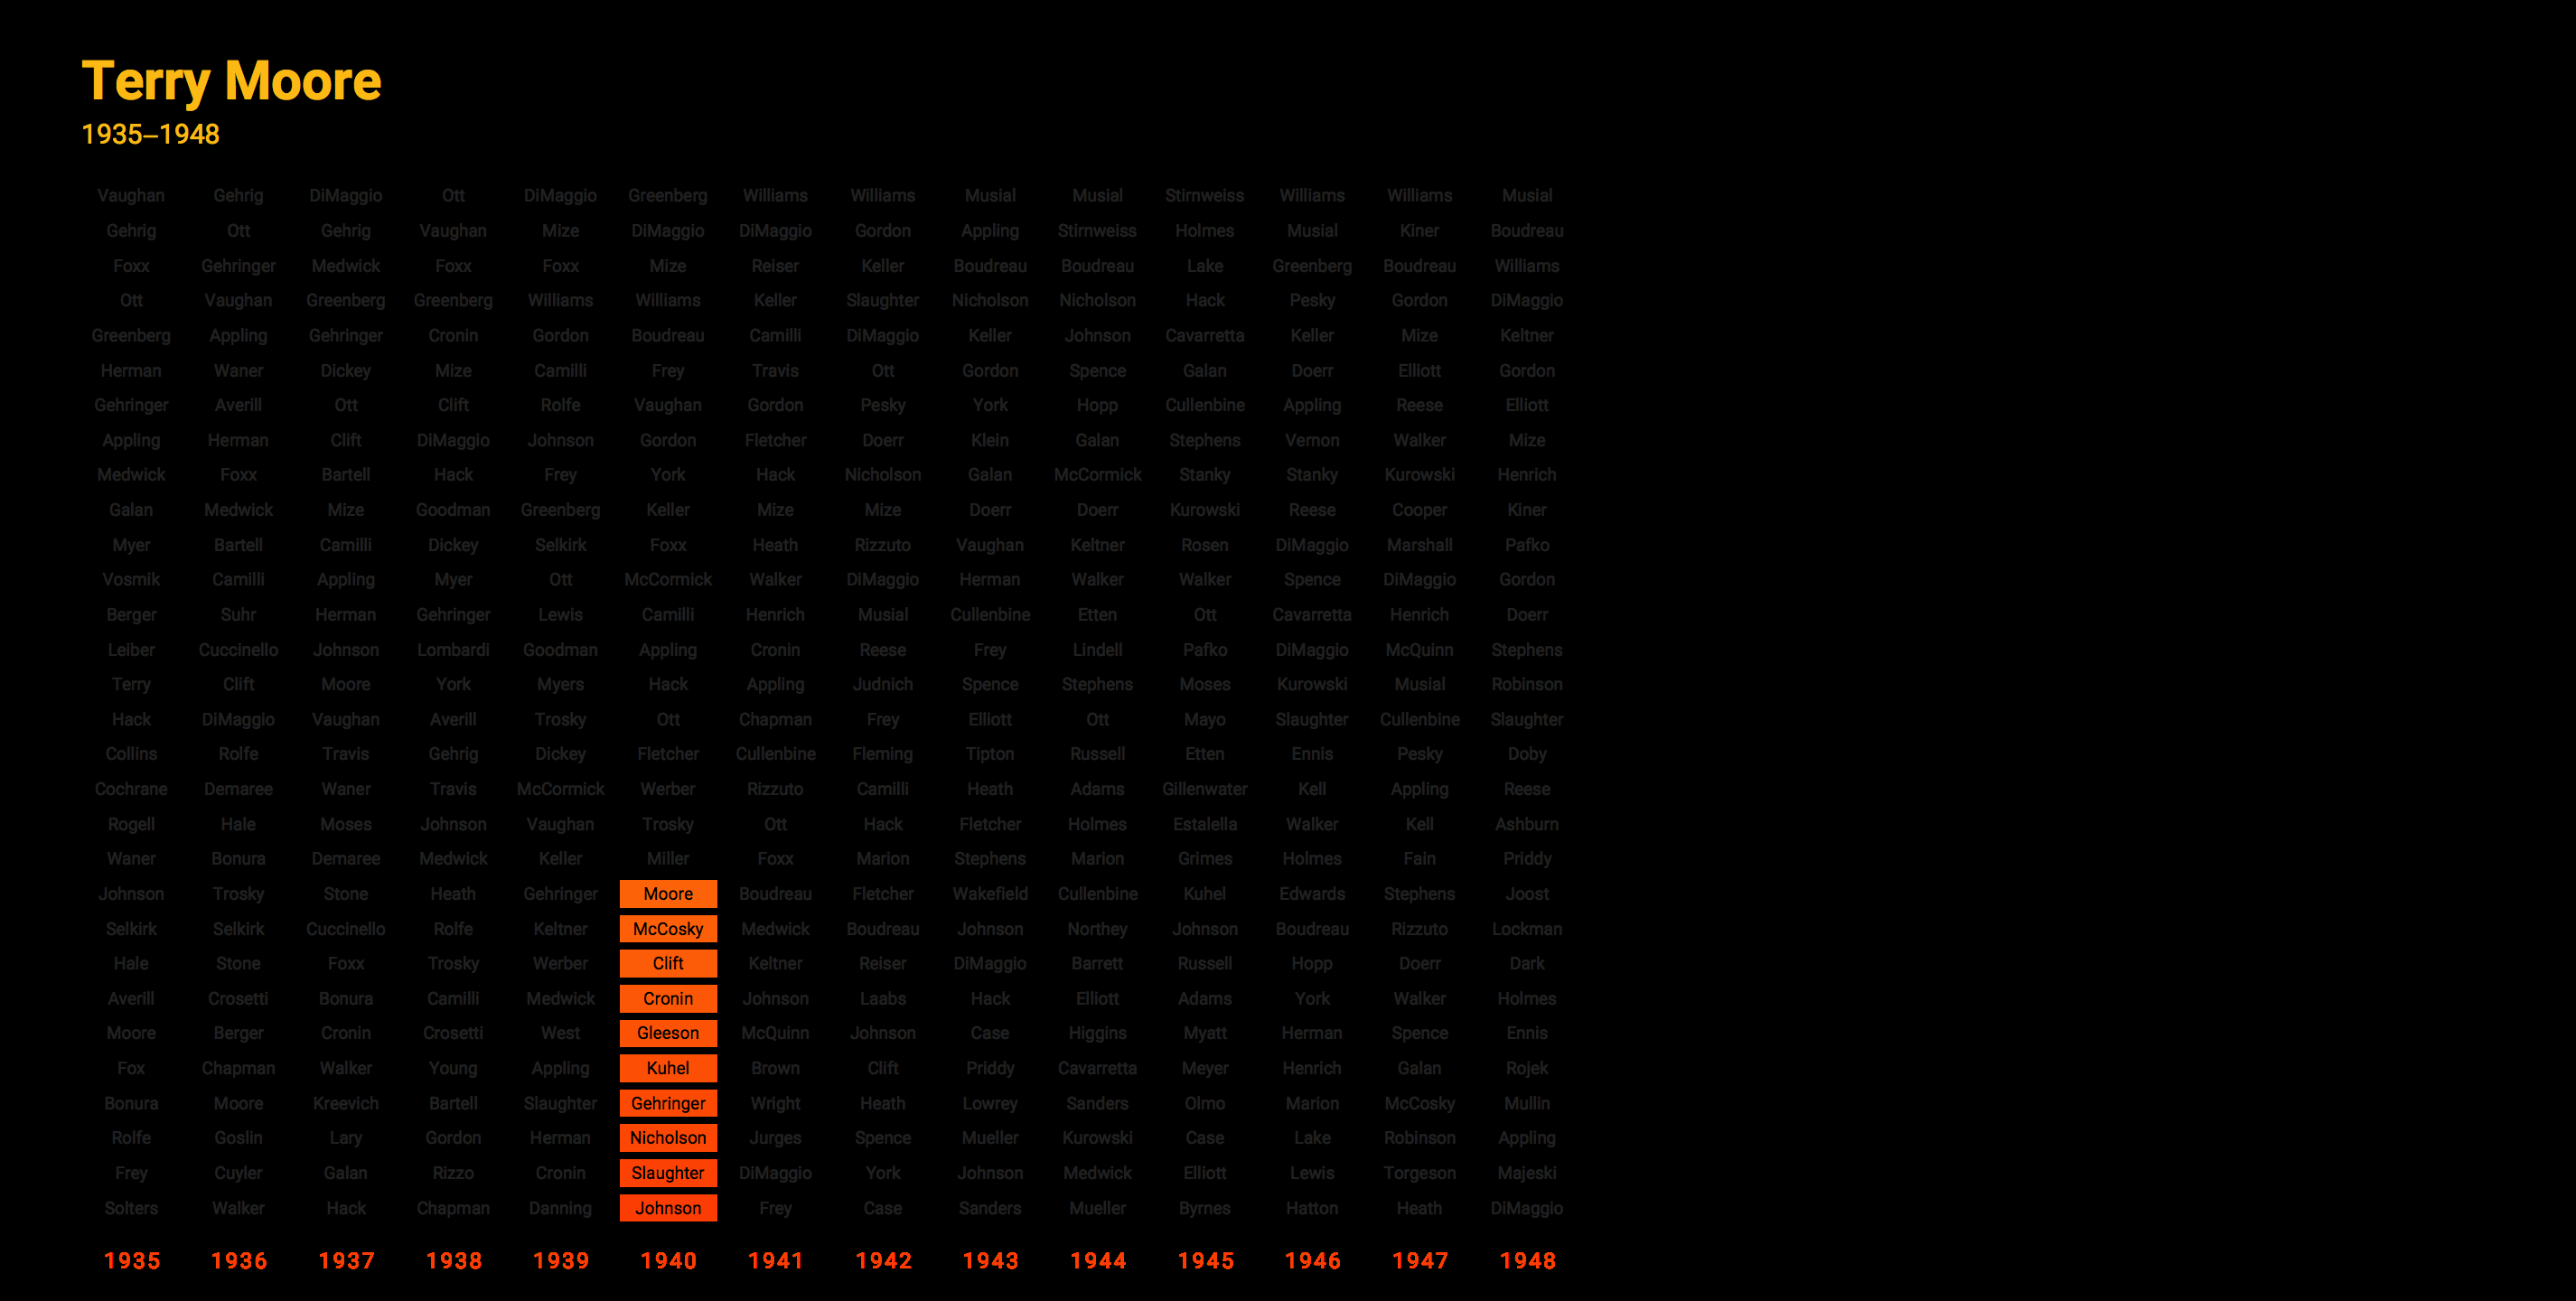 Terry Moore
1935–1948
Vaughan Gehrig DiMaggio Ott DiMaggio Greenberg Williams Williams Musial Musial Stirnweiss Williams Williams Musial
Gehrig Ott Gehrig Vaughan Mize DiMaggio DiMaggio Gordon Appling Stirnweiss Holmes Musial Kiner Boudreau
Foxx Gehringer Medwick Foxx Foxx Mize Reiser Keller Boudreau Boudreau Lake Greenberg Boudreau Williams
Ott Vaughan Greenberg Greenberg Williams Williams Keller Slaughter Nicholson Nicholson Hack Pesky Gordon DiMaggio
Greenberg Appling Gehringer Cronin Gordon Boudreau Camilli DiMaggio Keller Johnson Cavarretta Keller Mize Keltner
Herman Waner Dickey Mize Camilli Frey Travis Ott Gordon Spence Galan Doerr Elliott Gordon
Gehringer Averill Ott Clift Rolfe Vaughan Gordon Pesky York Hopp Cullenbine Appling Reese Elliott
Appling Herman Clift DiMaggio Johnson Gordon Fletcher Doerr Klein Galan Stephens Vernon Walker Mize
Medwick Foxx Bartell Hack Frey York Hack Nicholson Galan McCormick Stanky Stanky Kurowski Henrich
Galan Medwick Mize Goodman Greenberg Keller Mize Mize Doerr Doerr Kurowski Reese Cooper Kiner
Myer Bartell Camilli Dickey Selkirk Foxx Heath Rizzuto Vaughan Keltner Rosen DiMaggio Marshall Pafko
Vosmik Camilli Appling Myer Ott McCormick Walker DiMaggio Herman Walker Walker Spence DiMaggio Gordon
Berger Suhr Herman Gehringer Lewis Camilli Henrich Musial Cullenbine Etten Ott Cavarretta Henrich Doerr
Leiber Cuccinello Johnson Lombardi Goodman Appling Cronin Reese Frey Lindell Pafko DiMaggio McQuinn Stephens
Terry Clift Moore York Myers Hack Appling Judnich Spence Stephens Moses Kurowski Musial Robinson
Hack DiMaggio Vaughan Averill Trosky Ott Chapman Frey Elliott Ott Mayo Slaughter Cullenbine Slaughter
Collins Rolfe Travis Gehrig Dickey Fletcher Cullenbine Fleming Tipton Russell Etten Ennis Pesky Doby
Cochrane Demaree Waner Travis McCormick Werber Rizzuto Camilli Heath Adams Gillenwater Kell Appling Reese
Rogell Hale Moses Johnson Vaughan Trosky Ott Hack Fletcher Holmes Estalella Walker Kell Ashburn
Waner Bonura Demaree Medwick Keller Miller Foxx Marion Stephens Marion Grimes Holmes Fain Priddy
Johnson Trosky Stone Heath Gehringer Moore Boudreau Fletcher Wakefield Cullenbine Kuhel Edwards Stephens Joost
Selkirk Selkirk Cuccinello Rolfe Keltner McCosky Medwick Boudreau Johnson Northey Johnson Boudreau Rizzuto Lockman
Hale Stone Foxx Trosky Werber Clift Keltner Reiser DiMaggio Barrett Russell Hopp Doerr Dark
Averill Crosetti Bonura Camilli Medwick Cronin Johnson Laabs Hack Elliott Adams York Walker Holmes
Moore Berger Cronin Crosetti West Gleeson McQuinn Johnson Case Higgins Myatt Herman Spence Ennis
Fox Chapman Walker Young Appling Kuhel Brown Clift Priddy Cavarretta Meyer Henrich Galan Rojek
Bonura Moore Kreevich Bartell Slaughter Gehringer Wright Heath Lowrey Sanders Olmo Marion McCosky Mullin
Rolfe Goslin Lary Gordon Herman Nicholson Jurges Spence Mueller Kurowski Case Lake Robinson Appling
Frey Cuyler Galan Rizzo Cronin Slaughter DiMaggio York Johnson Medwick Elliott Lewis Torgeson Majeski
Solters Walker Hack Chapman Danning Johnson Frey Case Sanders Mueller Byrnes Hatton Heath DiMaggio
1935 1936 1937 1938 1939 1940 1941 1942 1943 1944 1945 1946 1947 1948